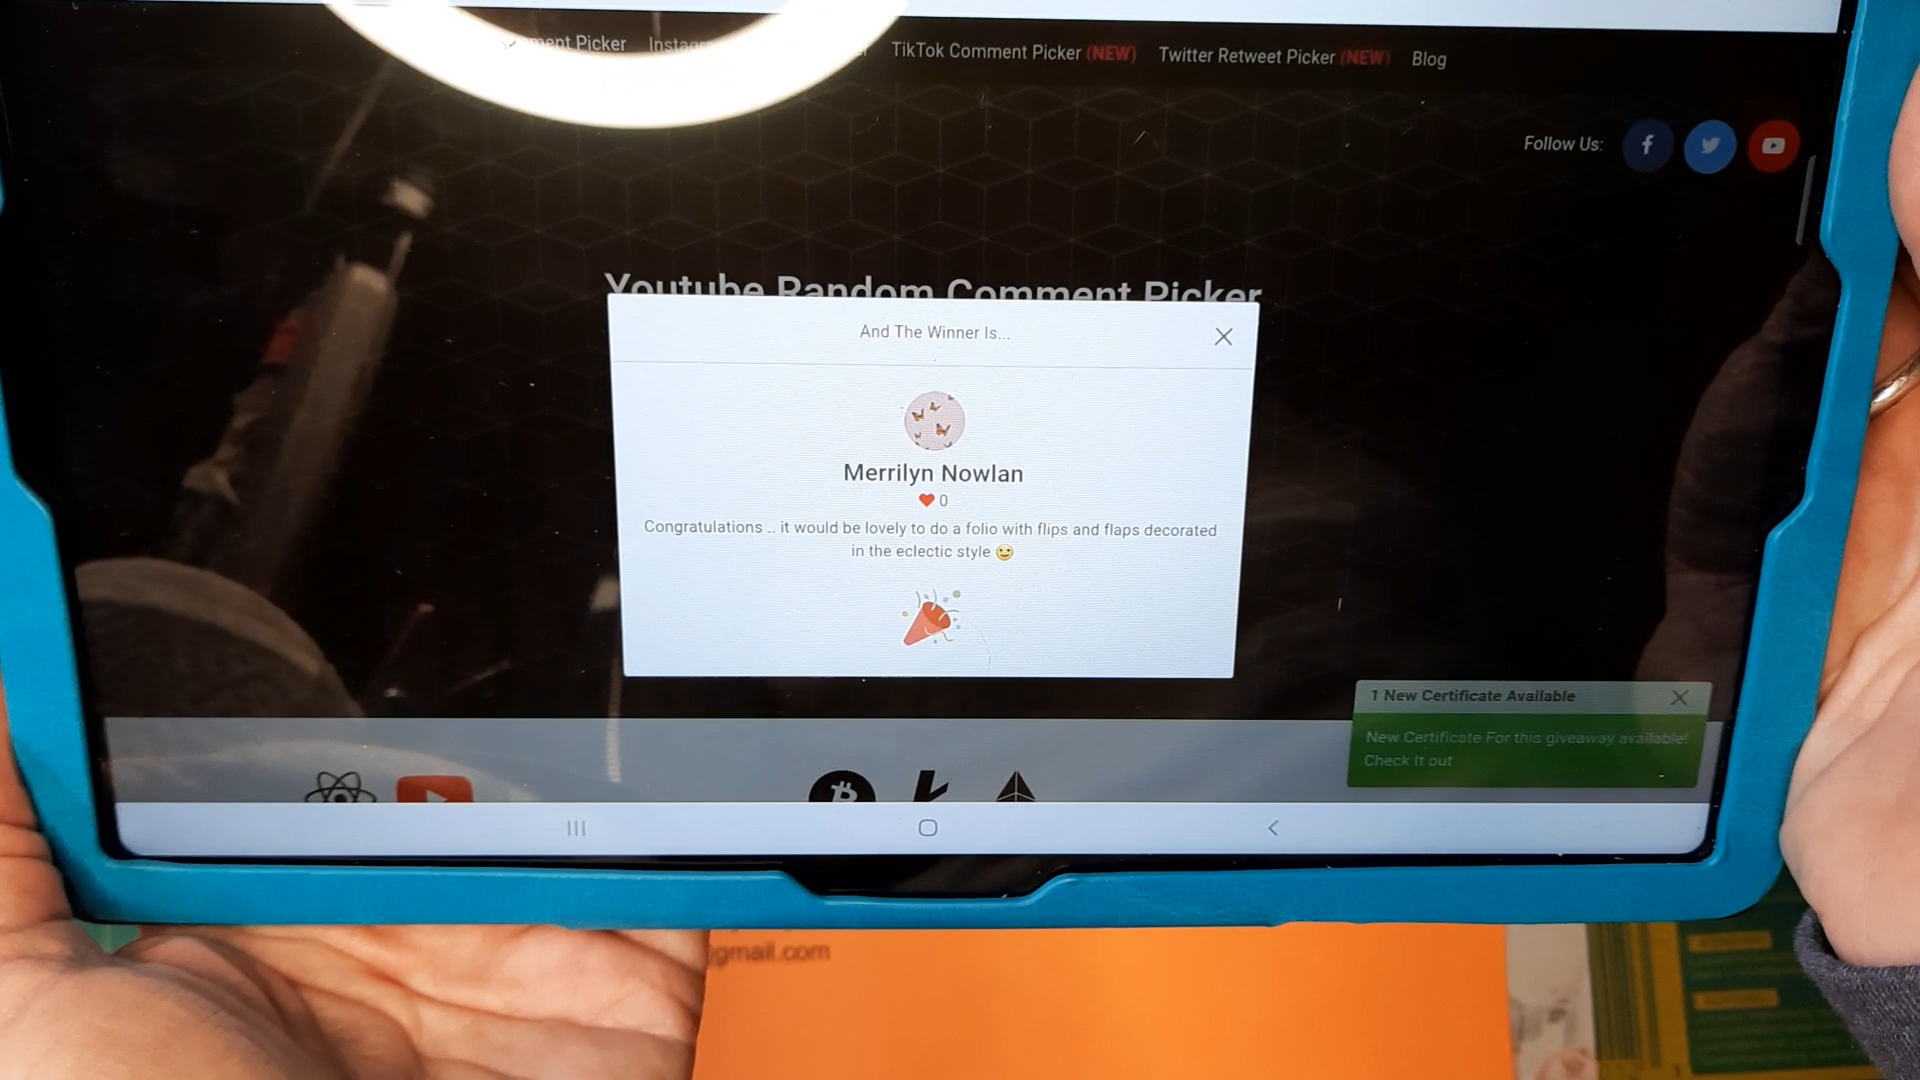 ment Picker Instagr TikTok Comment Picker (NEW) Twitter Retweet Picker (NEW) Blog
Follow Us:
Youtube Random Comment Picker
And The Winner Is...
Merrilyn Nowlan
0
Congratulations .. it would be lovely to do a folio with flips and flaps decorated
in the eclectic style 😀
1 New Certificate Available
New Certificate For this giveaway available!
Check It out
gmail.com